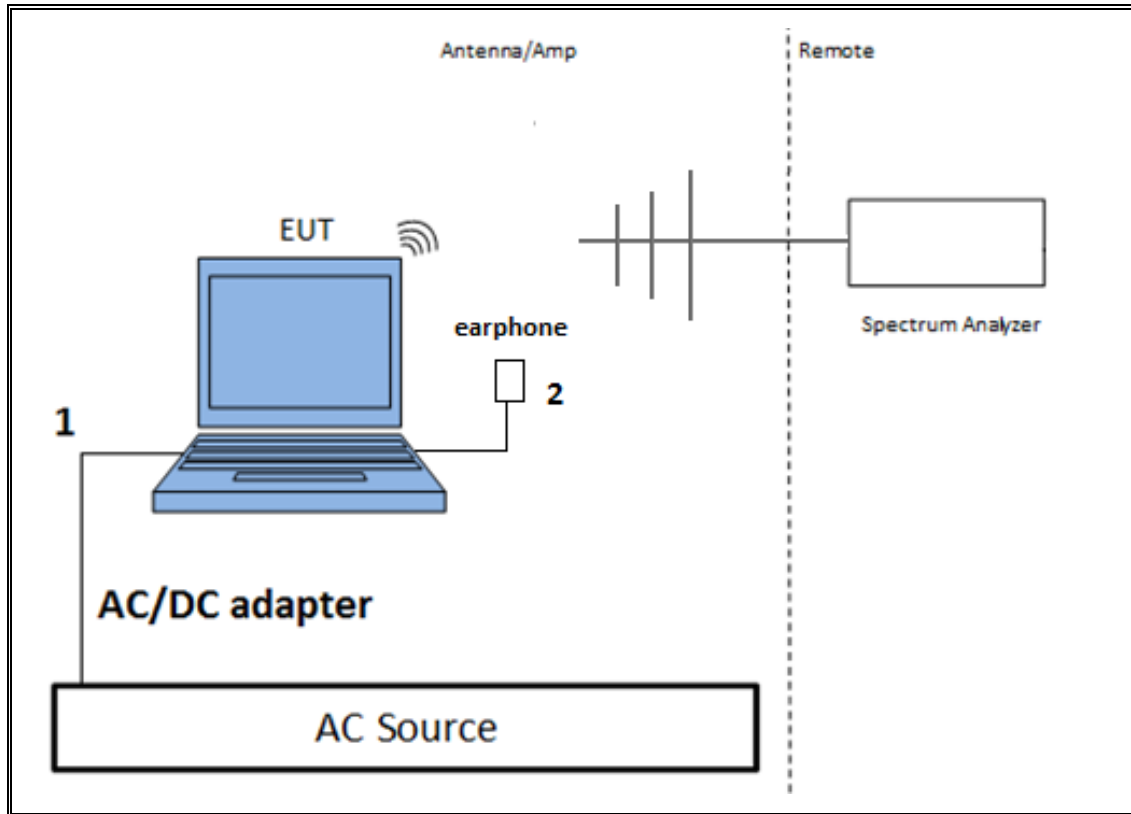 Antenna/Amp
Remote
EUT
earphone
Spectrum Analyzer
2
1
AC/DC adapter
AC Source